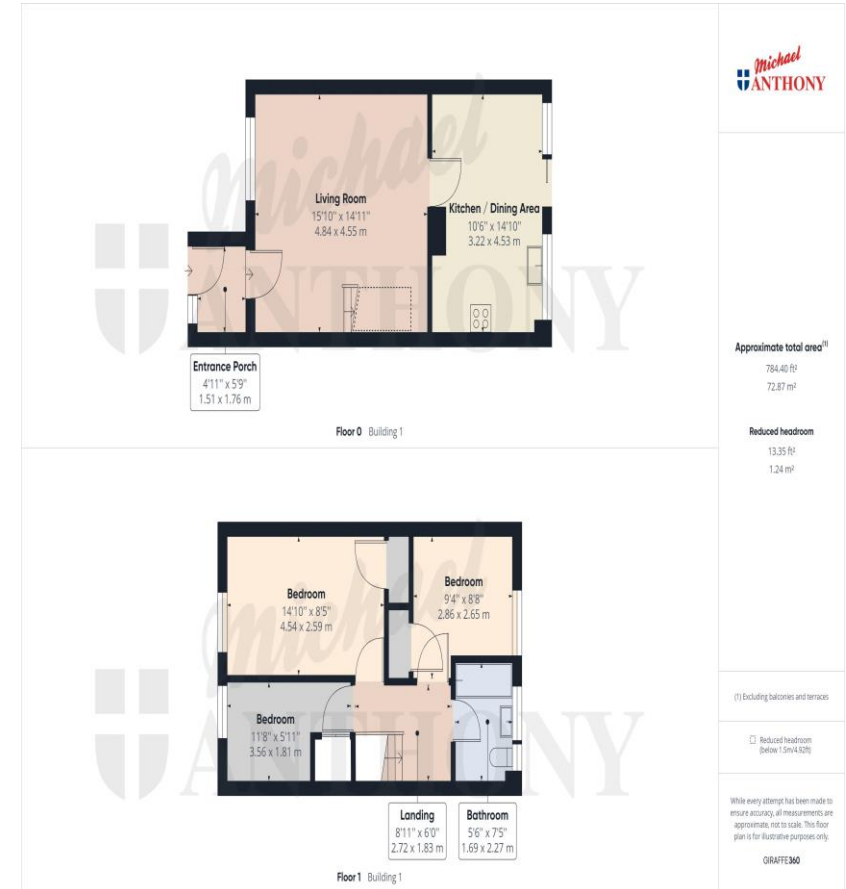 Michael
ANTHONY
Living Room
15'10" x 14'11"
4.84 x 4.55 m
Kitchen / Dining Area
10'6" x 14'10"
3.22 x 4.53 m
Entrance Porch
4'11" x 5'9"
1.51 x 1.76 m
Floor 0 Building 1
Michael
ANTHONY
Approximate total area(1)
784.40 ft²
72.87 m²
Reduced headroom
13.35 ft²
1.24 m²
Michael
ANTHONY
Bedroom
14'10" x 8'5"
4.54 x 2.59 m
Bedroom
9'4" x 8'8"
2.86 x 2.65 m
Bedroom
11'8" x 5'11"
3.56 x 1.81 m
Landing
8'11" x 6'0"
2.72 x 1.83 m
Bathroom
5'6" x 7'5"
1.69 x 2.27 m
Floor 1 Building 1
(1) Excluding balconies and terraces
Reduced headroom
(below 1.5m/4.92ft)
While every attempt has been made to
ensure accuracy, all measurements are
approximate, not to scale. This floor
plan is for illustrative purposes only.
GIRAFFE360